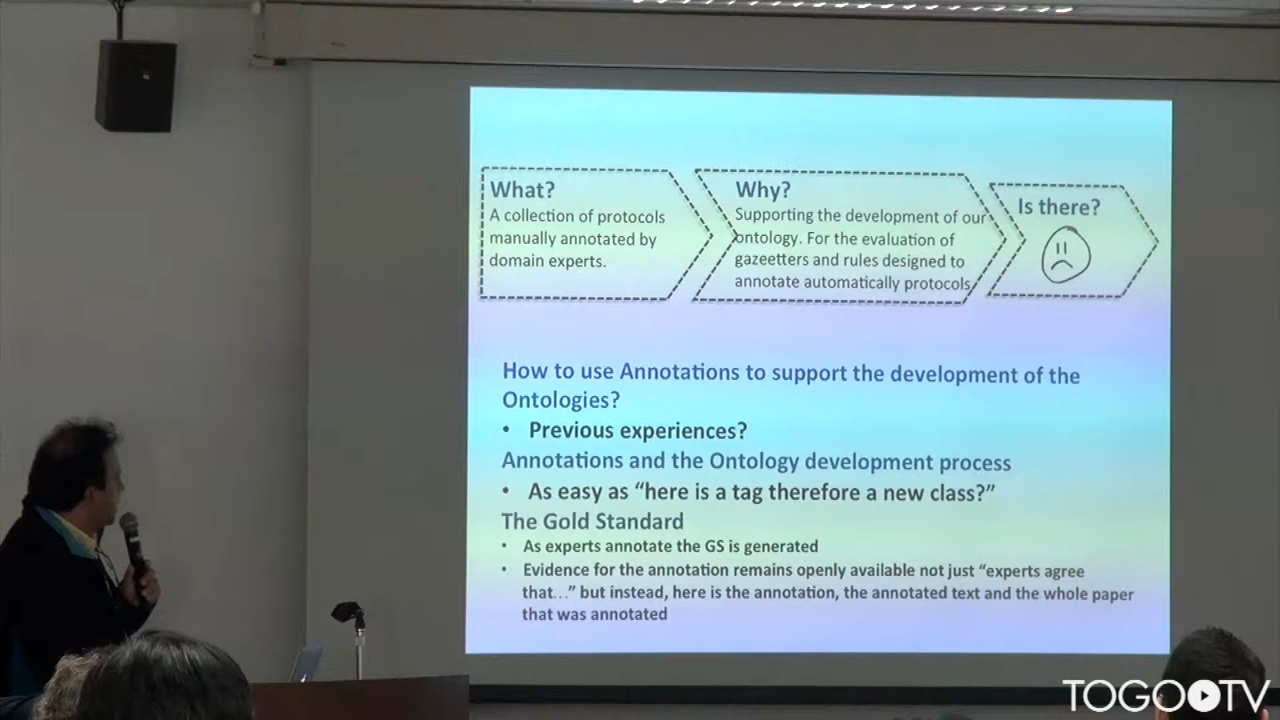 What?
A collection of protocols
manually annotated by
domain experts.
Why?
Supporting the development of our
ontology. For the evaluation of
gazeetters and rules designed to
annotate automatically protocols
Is there?
How to use Annotations to support the development of the
Ontologies?
• Previous experiences?
Annotations and the Ontology development process
• As easy as “here is a tag therefore a new class?”
The Gold Standard
• As experts annotate the GS is generated
• Evidence for the annotation remains openly available not just “experts agree
that…” but instead, here is the annotation, the annotated text and the whole paper
that was annotated
TOGOTV